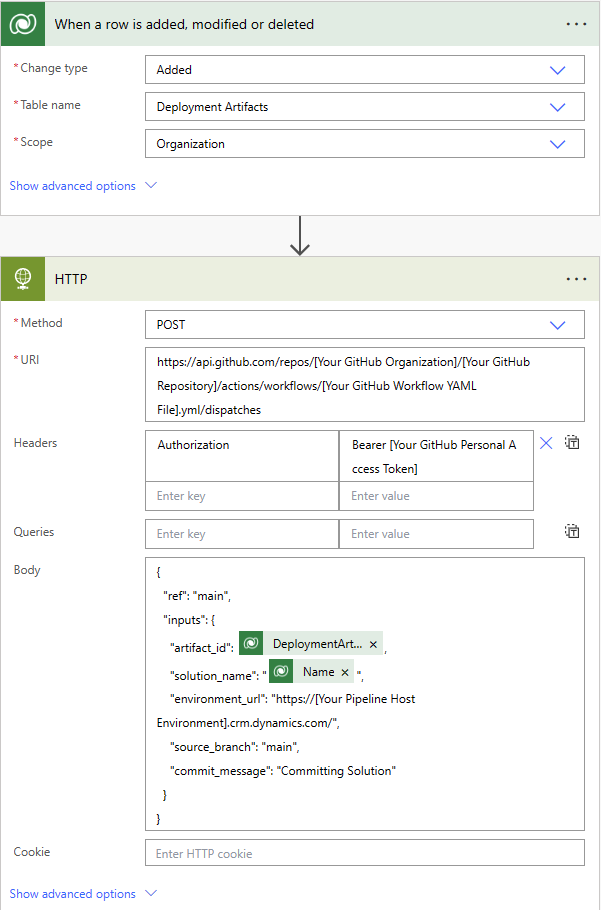 When a row is added, modified or deleted
* Change type
Added
* Table name
Deployment Artifacts
* Scope
Organization
Show advanced options
HTTP
* Method
POST
* URI
https://api.github.com/repos/[Your GitHub Organization]/[Your GitHub
Repository]/actions/workflows/[Your GitHub Workflow YAML
File].yml/dispatches
Headers
Authorization
Bearer [Your GitHub Personal A
ccess Token]
Enter key
Enter value
Queries
Enter key
Enter value
Body
{
"ref": "main",
"inputs": {
"artifact_id": DeploymentArt... × ,
"solution_name": " Name × ",
"environment_url": "https://[Your Pipeline Host
Environment].crm.dynamics.com/",
"source_branch": "main",
"commit_message": "Committing Solution"
}
}
Cookie
Enter HTTP cookie
Show advanced options